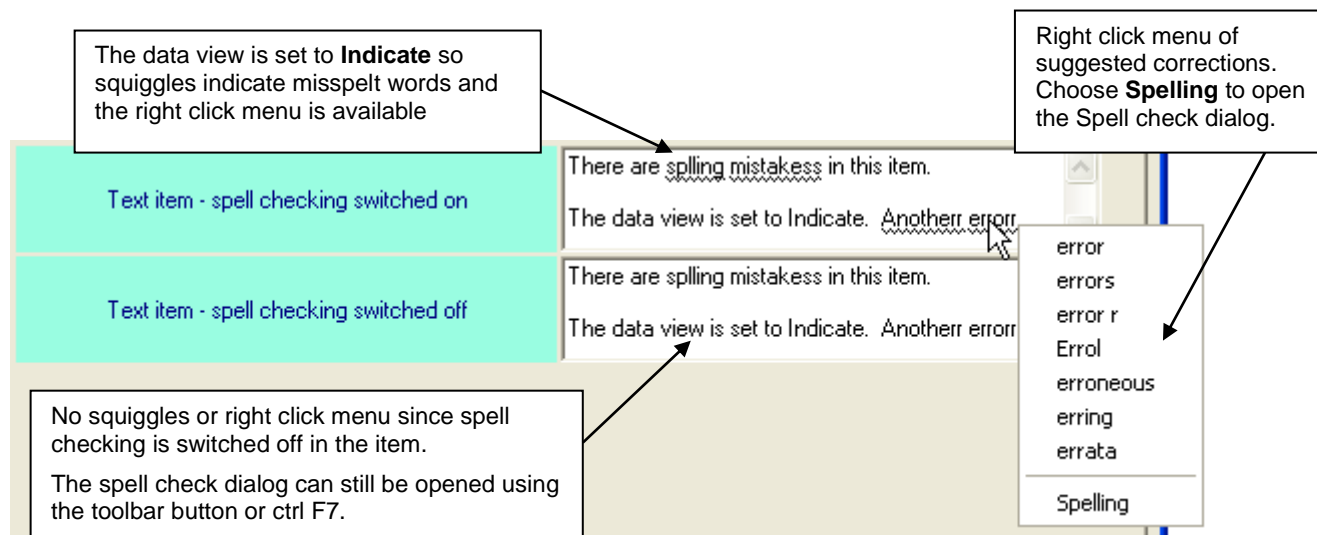 The data view is set to Indicate so
squiggles indicate misspelt words and
the right click menu is available
Right click menu of
suggested corrections.
Choose Spelling to open
the Spell check dialog.
Text item - spell checking switched on
There are splling mistakess in this item.
The data view is set to Indicate. Anotherr errorr
Text item - spell checking switched off
There are splling mistakess in this item.
The data view is set to Indicate. Anotherr errorr
error
errors
error r
Errol
erroneous
erring
errata
Spelling
No squiggles or right click menu since spell
checking is switched off in the item.
The spell check dialog can still be opened using
the toolbar button or ctrl F7.